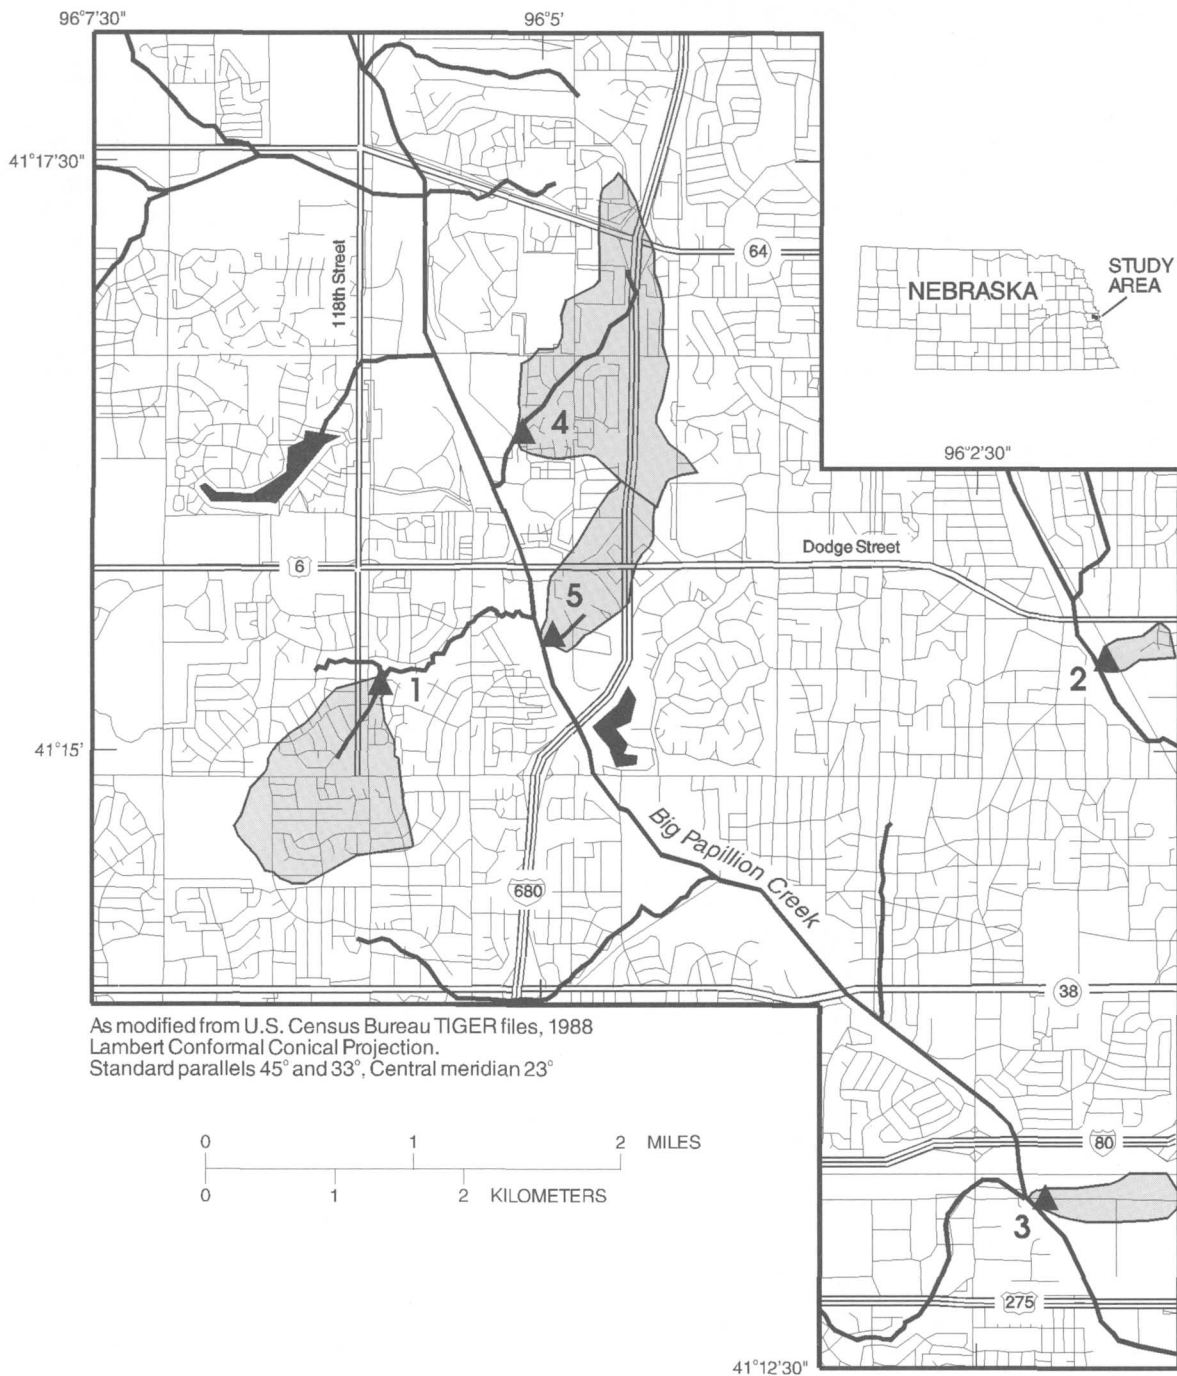 96°7'30"
96°5'
41°17'30"
118th Street
64
NEBRASKA
STUDY
AREA
4
96°2'30"
6
Dodge Street
5
1
2
41°15'
Big Papillion Creek
680
38
As modified from U.S. Census Bureau TIGER files, 1988
Lambert Conformal Conical Projection.
Standard parallels 45° and 33°, Central meridian 23°
0 1 2 MILES
0 1 2 KILOMETERS
80
3
275
41°12'30"